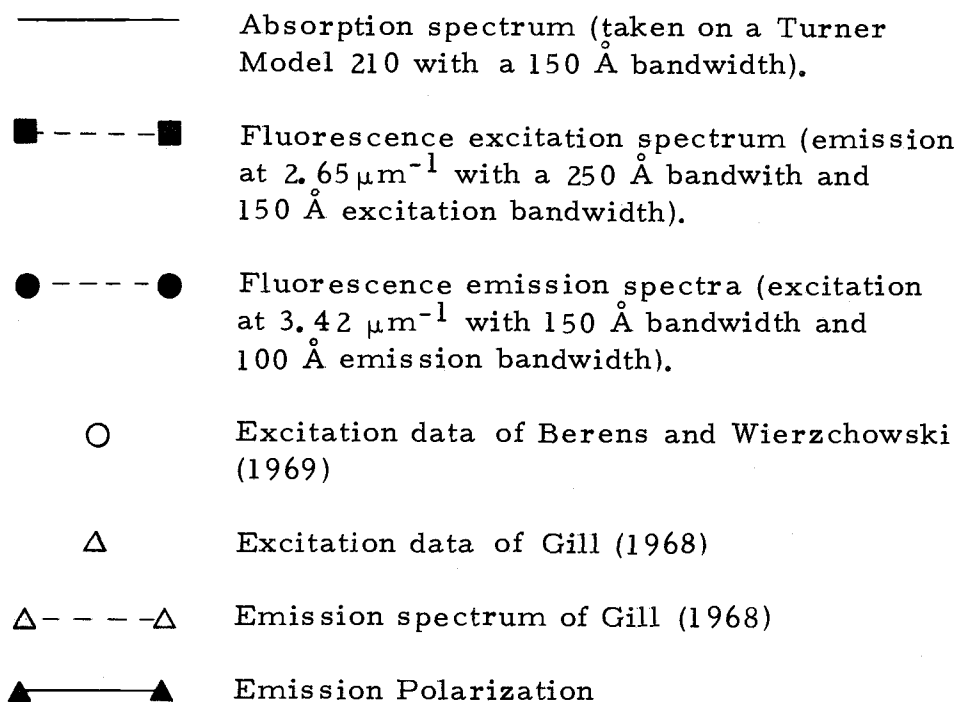 Absorption spectrum (taken on a Turner
Model 210 with a 150 Å bandwidth).
Fluorescence excitation spectrum (emission
at 2.65 μm⁻¹ with a 250 Å bandwith and
150 Å excitation bandwidth).
Fluorescence emission spectra (excitation
at 3.42 μm⁻¹ with 150 Å bandwidth and
100 Å emission bandwidth).
Excitation data of Berens and Wierzchowski
(1969)
Excitation data of Gill (1968)
Emission spectrum of Gill (1968)
Emission Polarization